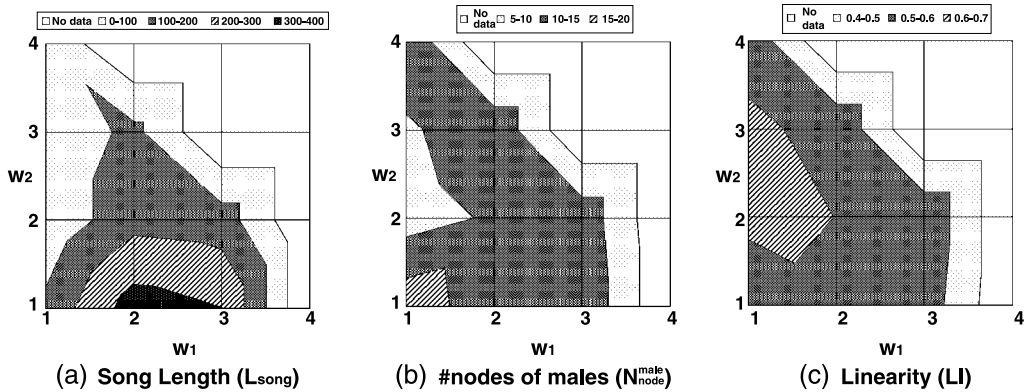 No data 0-100 100-200 200-300 300-400
4
3
W2
2
1
1 2 3 4
W1
(a) Song Length (Lsong)
No data 5-10 10-15 15-20
4
3
W2
2
1
1 2 3 4
W1
(b) #nodes of males (N male node)
No data 0.4-0.5 0.5-0.6 0.6-0.7
4
3
W2
2
1
1 2 3 4
W1
(c) Linearity (LI)